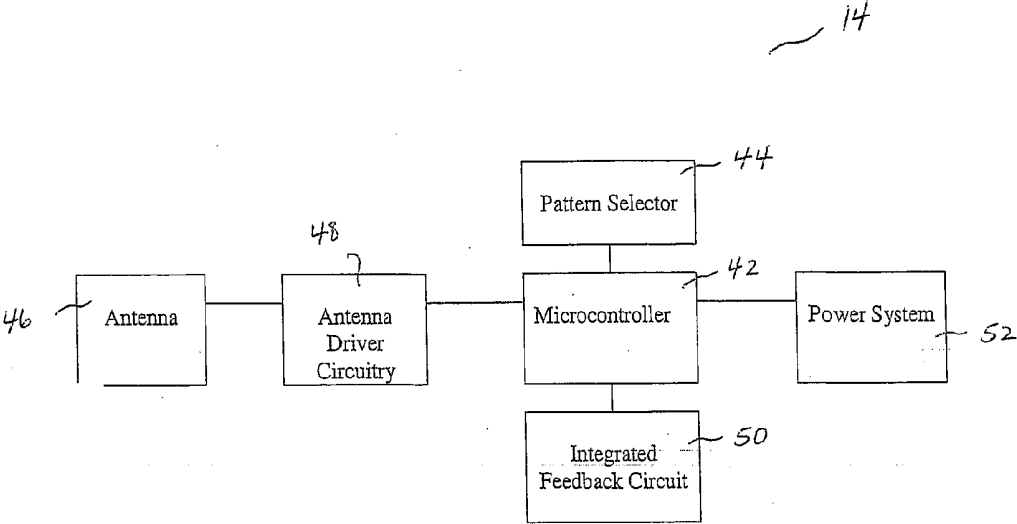 14
44
Pattern Selector
48
42
46
Antenna
Antenna
Driver
Circuitry
Microcontroller
Power System
52
50
Integrated
Feedback Circuit